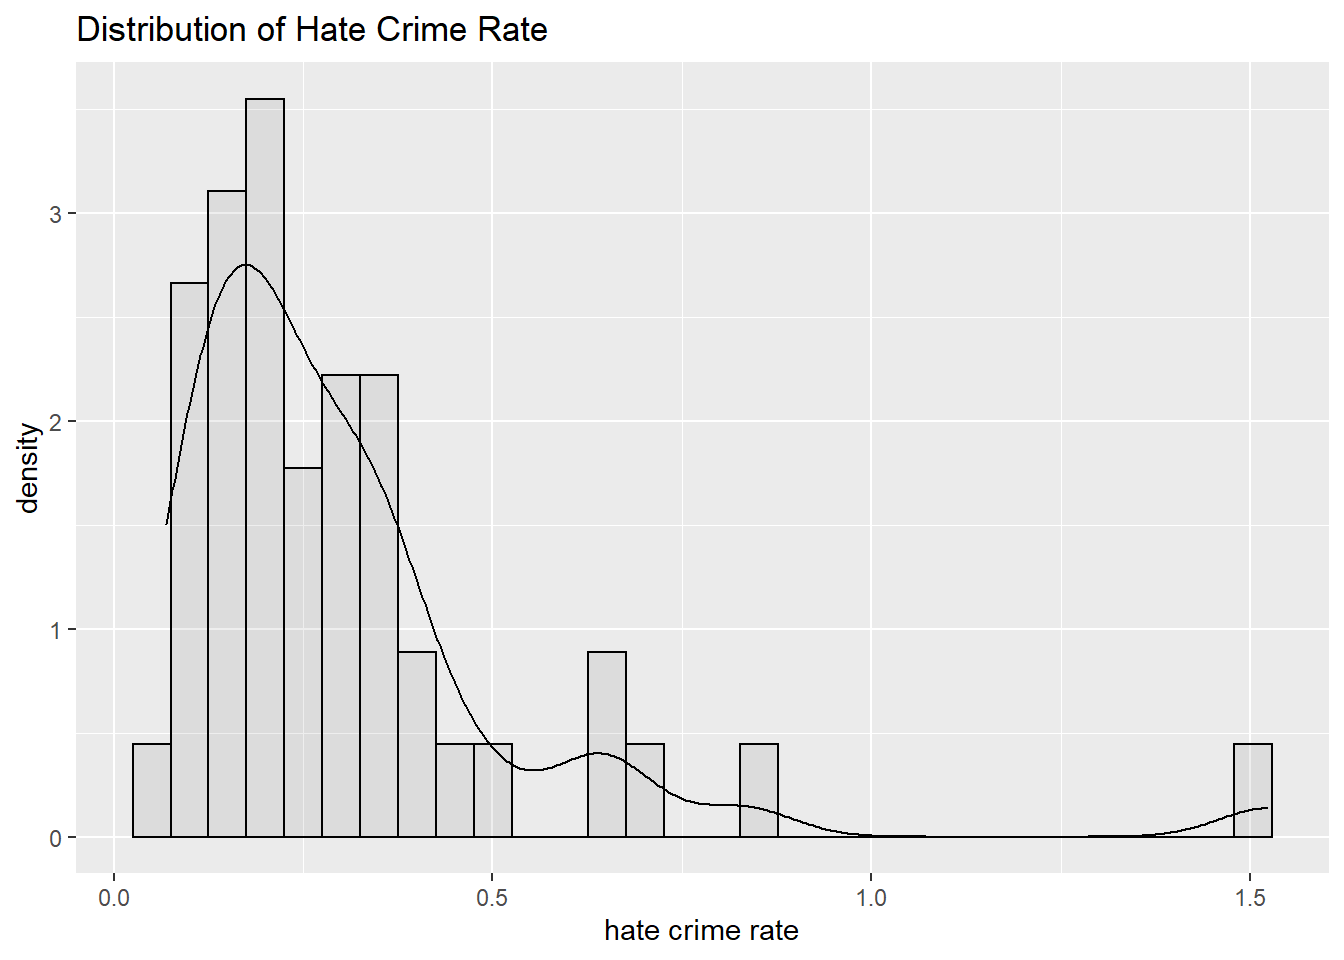 Distribution of Hate Crime Rate
3
2
1
0
density
0.0 0.5 1.0 1.5
hate crime rate